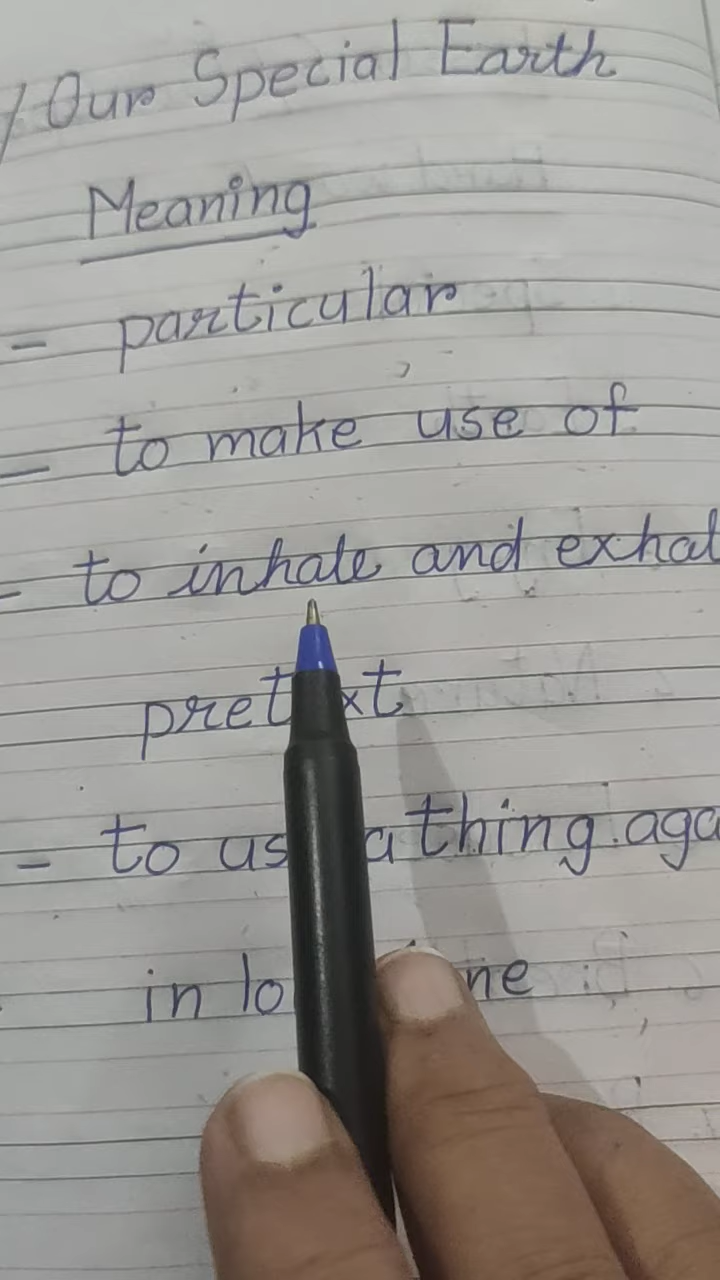 Our Special Earth
Meaning
- particular
- to make use of
- to inhale and exhal
pret xt
- to us a thing aga
in lo ne